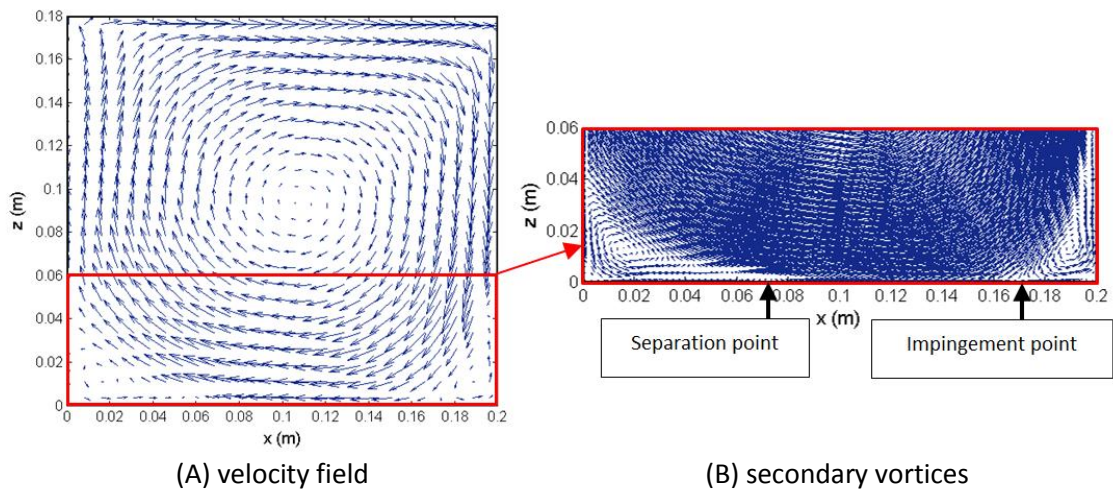 0.18
0.16
0.14
0.12
0.1
0.08
0.06
0.04
0.02
0
z (m)
0 0.02 0.04 0.06 0.08 0.1 0.12 0.14 0.16 0.18 0.2
x (m)
(A) velocity field
0.06
0.04
0.02
0
z (m)
0 0.02 0.04 0.06 0.08 0.1 0.12 0.14 0.16 0.18 0.2
x (m)
Separation point
Impingement point
(B) secondary vortices